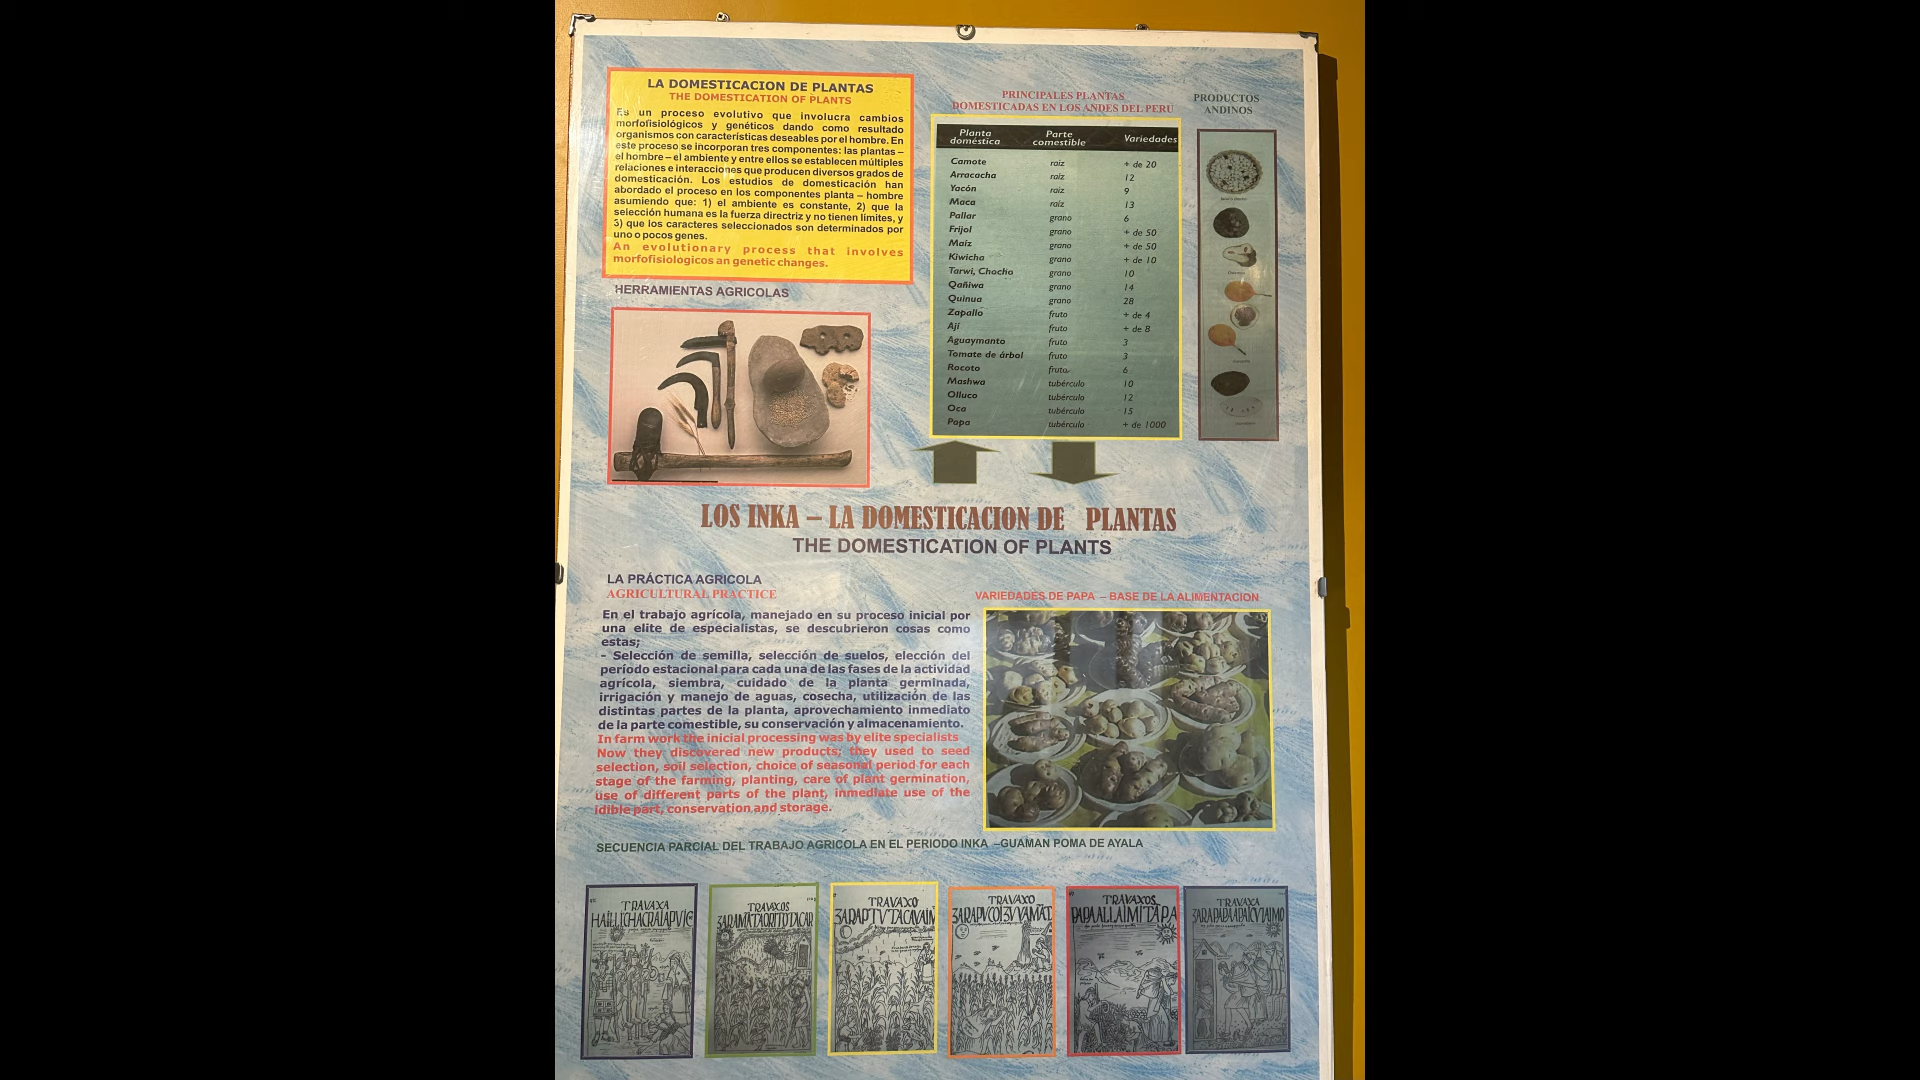 LA DOMESTICACION DE PLANTAS
THE DOMESTICATION OF PLANTS
Es un proceso evolutivo que involucra cambios
morfofisiológicos y genéticos dando como resultado
organismos con características deseables por el hombre. En
este proceso se incorporan tres componentes: las plantas –
el hombre – el ambiente y entre ellos se establecen múltiples
relaciones e interacciones que producen diversos grados de
domesticación. Los estudios de domesticación han
abordado el proceso en los componentes planta – hombre
asumiendo que: 1) el ambiente es constante, 2) que la
selección humana es la fuerza directriz y no tienen limites, y
3) que los caracteres seleccionados son determinados por
uno o pocos genes.
An evolutionary process that involves
morfofisiologicos an genetic changes.
HERRAMIENTAS AGRICOLAS
PRINCIPALES PLANTAS
DOMESTICADAS EN LOS ANDES DEL PERU
Planta doméstica Parte comestible Variedades
Camote raíz + de 20
Arracacha raíz 12
Yacón raíz 9
Maca raíz 13
Pallar grano 6
Frijol grano + de 50
Maíz grano + de 50
Kiwicha grano + de 10
Tarwi, Chocho grano 10
Qañiwa grano 14
Quinua grano 28
Zapallo fruto + de 4
Ají fruto + de 8
Aguaymanto fruto 3
Tomate de árbol fruto 3
Rocoto fruto 6
Mashwa tubérculo 10
Olluco tubérculo 12
Oca tubérculo 15
Papa tubérculo + de 1000
PRODUCTOS
ANDINOS
LOS INKA – LA DOMESTICACION DE PLANTAS
THE DOMESTICATION OF PLANTS
LA PRÁCTICA AGRICOLA
AGRICULTURAL PRACTICE
En el trabajo agrícola, manejado en su proceso inicial por
una elite de especialistas, se descubrieron cosas como
estas;
- Selección de semilla, selección de suelos, elección del
período estacional para cada una de las fases de la actividad
agrícola, siembra, cuidado de la planta germinada,
irrigación y manejo de aguas, cosecha, utilización de las
distintas partes de la planta, aprovechamiento inmediato
de la parte comestible, su conservación y almacenamiento.
In farm work the inicial processing was by elite specialists
Now they discovered new products; they used to seed
selection, soil selection, choice of seasonal period for each
stage of the farming, planting, care of plant germination,
use of different parts of the plant, inmediate use of the
idible part, conservation and storage.
VARIEDADES DE PAPA – BASE DE LA ALIMENTACION
SECUENCIA PARCIAL DEL TRABAJO AGRICOLA EN EL PERIODO INKA –GUAMAN POMA DE AYALA
TRAVAXA
TRAVAXOS
TRAVAXO
TRAVAXO
TRAVAXOS
TRAVAXA